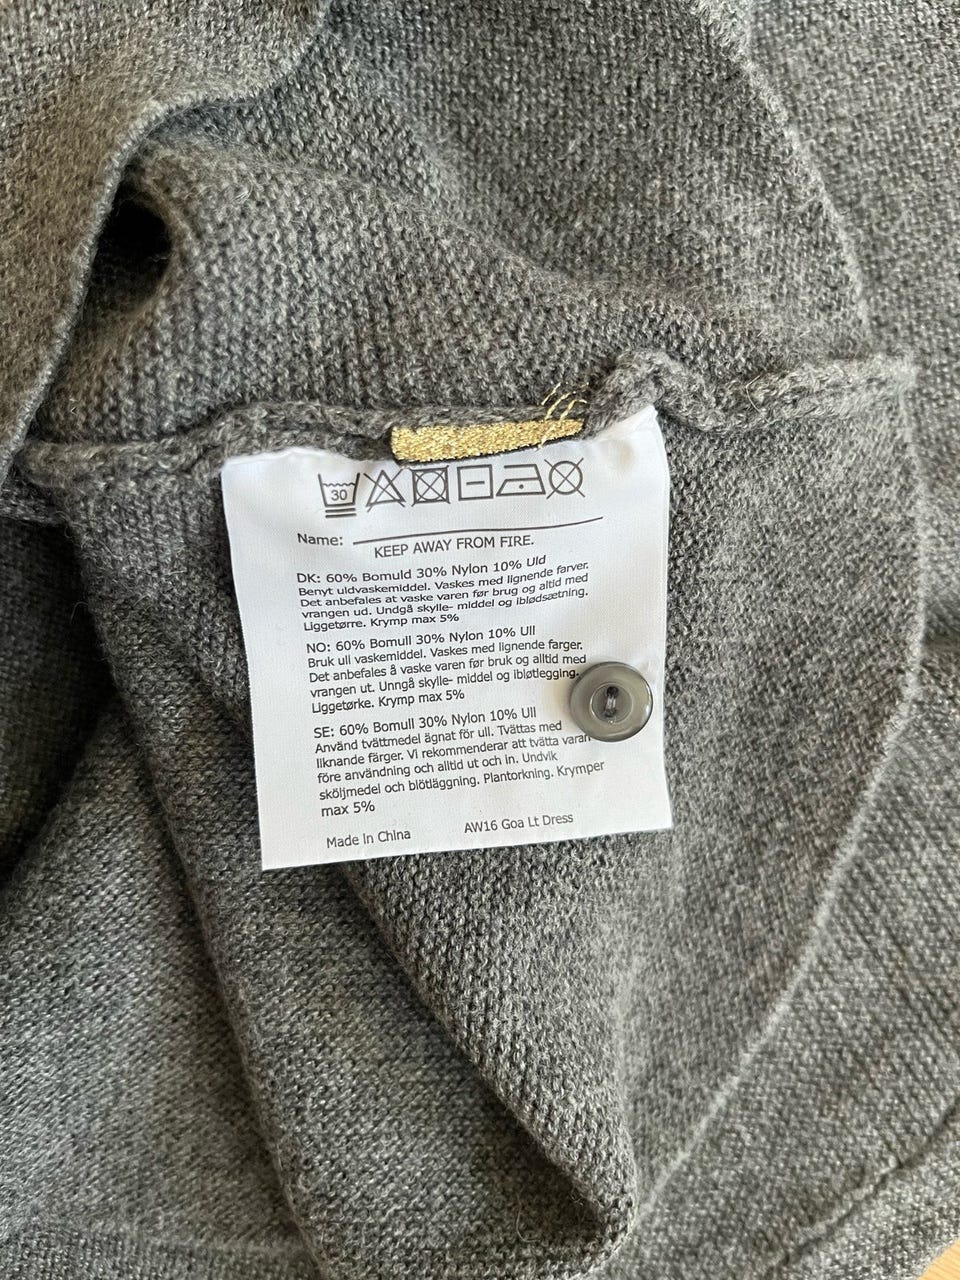 30
Name:
KEEP AWAY FROM FIRE.
DK: 60% Bomuld 30% Nylon 10% Uld
Benyt uldvaskemiddel. Vaskes med lignende farver.
Det anbefales at vaske varen før brug og altid med
vrangen ud. Undgå skylle- middel og iblødsætning.
Liggetørre. Krymp max 5%
NO: 60% Bomull 30% Nylon 10% Ull
Bruk ull vaskemiddel. Vaskes med lignende farger.
Det anbefales å vaske varen før bruk og alltid med
vrangen ut. Unngå skylle- middel og ibløtlegging.
Liggetørke. Krymp max 5%
SE: 60% Bomull 30% Nylon 10% Ull
Använd tvättmedel ägnat för ull. Tvättas med
liknande färger. Vi rekommenderar att tvätta varan
före användning och alltid ut och in. Undvik
sköljmedel och blötläggning. Plantorkning. Krymper
max 5%
Made In China AW16 Goa Lt Dress